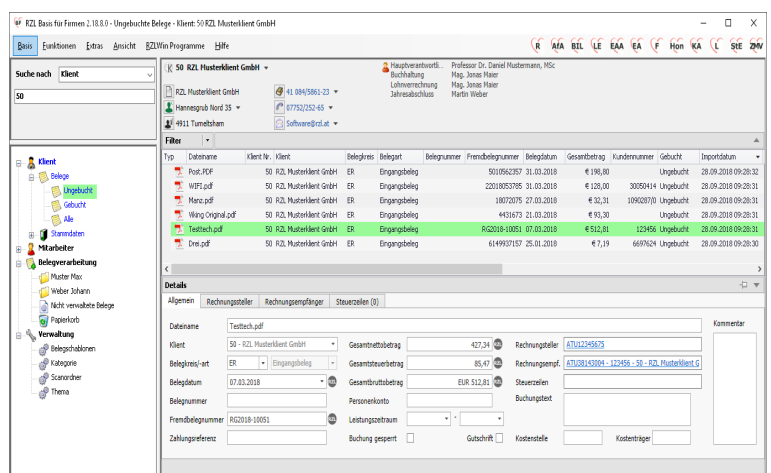 RZL Basis für Firmen 2.18.8.0 - Ungebuchte Belege - Klient: 50 RZL Musterklient GmbH
Basis Funktionen Extras Ansicht RZLWin Programme Hilfe
R AfA BIL LE EAA EA F Hon KA L StE ZMV
Suche nach Klient
50
Klient
Belege
Ungebucht
Gebucht
Alle
Stammdaten
Mitarbeiter
Belegverarbeitung
Muster Max
Weber Johann
Nicht verwaltete Belege
Papierkorb
Verwaltung
Belegschablonen
Kategorie
Scanordner
Thema
K 50 RZL Musterklient GmbH
RZL Musterklient GmbH 41 084/5861-23
Hannesgrub Nord 35 07752/252-65
4911 Tumeltsham Software@rzl.at
Hauptverantwortli... Professor Dr. Daniel Mustermann, MSc
Buchhaltung Mag. Jonas Maier
Lohnverrechnung Mag. Jonas Maier
Jahresabschluss Martin Weber
Filter
Typ Dateiname Klient Nr. Klient Belegkreis Belegart Belegnummer Fremdbelegnummer Belegdatum Gesamtbetrag Kundennummer Gebucht Importdatum
Post.PDF 50 RZL Musterklient GmbH ER Eingangsbeleg 5010562357 31.03.2018 € 198,80 Ungebucht 28.09.2018 09:28:32
WIFI.pdf 50 RZL Musterklient GmbH ER Eingangsbeleg 22018053785 31.01.2018 € 128,00 30050414 Ungebucht 28.09.2018 09:28:31
Manz.pdf 50 RZL Musterklient GmbH ER Eingangsbeleg 18072075 27.03.2018 € 32,31 1090287/0 Ungebucht 28.09.2018 09:28:31
Viking Original.pdf 50 RZL Musterklient GmbH ER Eingangsbeleg 4431673 21.03.2018 € 93,30 Ungebucht 28.09.2018 09:28:31
Testtech.pdf 50 RZL Musterklient GmbH ER Eingangsbeleg RG2018-10051 07.03.2018 € 512,81 123456 Ungebucht 28.09.2018 09:28:31
Drei.pdf 50 RZL Musterklient GmbH ER Eingangsbeleg 6149937157 25.01.2018 € 7,19 6697624 Ungebucht 28.09.2018 09:28:30
Details
Allgemein Rechnungssteller Rechnungsempfänger Steuerzeilen (0)
Dateiname Testtech.pdf Kommentar
Klient 50 - RZL Musterklient GmbH Gesamtnettobetrag 427,34 RZL Rechnungsteller ATU12345675
Belegkreis/-art ER Eingangsbeleg Gesamtsteuerbetrag 85,47 RZL Rechnungsempf. ATU38143004 - 123456 - 50 - RZL Musterklient G
Belegdatum 07.03.2018 RZL Gesamtbruttobetrag EUR 512,81 RZL Steuerzeilen
Belegnummer Personenkonto Buchungstext
Fremdbelegnummer RG2018-10051 RZL Leistungszeitraum -
Zahlungsreferenz Buchung gesperrt Gutschrift Kostenstelle Kostenträger